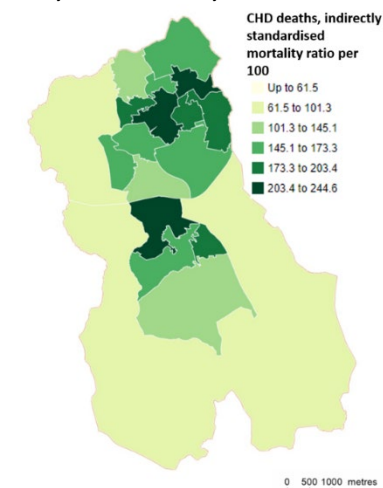 CHD deaths, indirectly
standardised
mortality ratio per
100
Up to 61.5
61.5 to 101.3
101.3 to 145.1
145.1 to 173.3
173.3 to 203.4
203.4 to 244.6
0 500 1000 metres